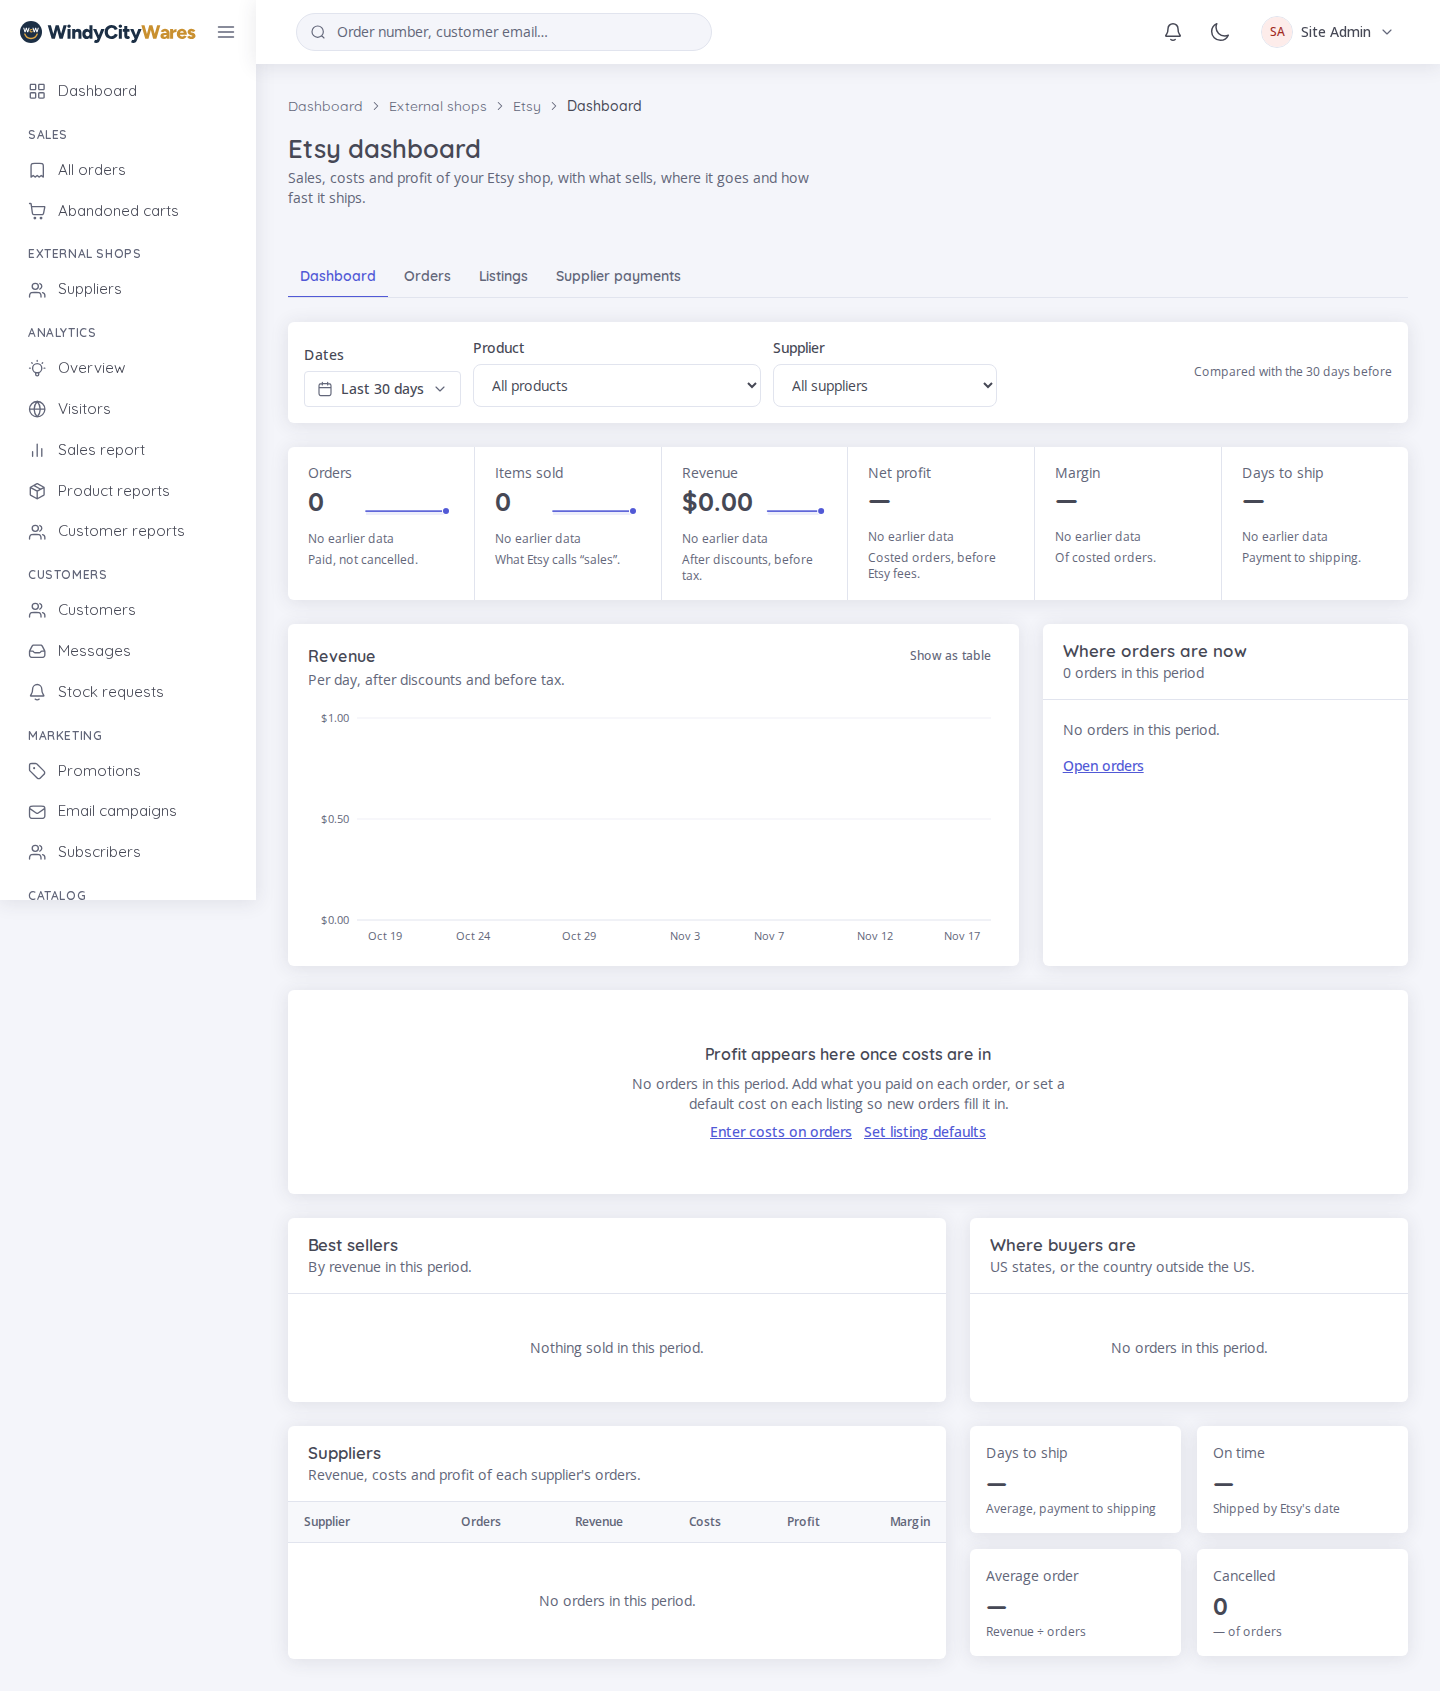 WindyCityWares
Order number, customer email...
SA
Site Admin
Dashboard
SALES
All orders
Abandoned carts
EXTERNAL SHOPS
Suppliers
ANALYTICS
Overview
Visitors
Sales report
Product reports
Customer reports
CUSTOMERS
Customers
Messages
Stock requests
MARKETING
Promotions
Email campaigns
Subscribers
CATALOG
Dashboard > External shops > Etsy > Dashboard
Etsy dashboard
Sales, costs and profit of your Etsy shop, with what sells, where it goes and how
fast it ships.
Dashboard Orders Listings Supplier payments
Dates
Last 30 days
Product
All products
Supplier
All suppliers
Compared with the 30 days before
Orders
0
No earlier data
Paid, not cancelled.
Items sold
0
No earlier data
What Etsy calls “sales”.
Revenue
$0.00
No earlier data
After discounts, before
tax.
Net profit
—
No earlier data
Costed orders, before
Etsy fees.
Margin
—
No earlier data
Of costed orders.
Days to ship
—
No earlier data
Payment to shipping.
Revenue
Show as table
Per day, after discounts and before tax.
$1.00
$0.50
$0.00
Oct 19 Oct 24 Oct 29 Nov 3 Nov 7 Nov 12 Nov 17
Where orders are now
0 orders in this period
No orders in this period.
Open orders
Profit appears here once costs are in
No orders in this period. Add what you paid on each order, or set a
default cost on each listing so new orders fill it in.
Enter costs on orders Set listing defaults
Best sellers
By revenue in this period.
Nothing sold in this period.
Where buyers are
US states, or the country outside the US.
No orders in this period.
Suppliers
Revenue, costs and profit of each supplier's orders.
Supplier Orders Revenue Costs Profit Margin
No orders in this period.
Days to ship
—
Average, payment to shipping
On time
—
Shipped by Etsy's date
Average order
—
Revenue ÷ orders
Cancelled
0
— of orders